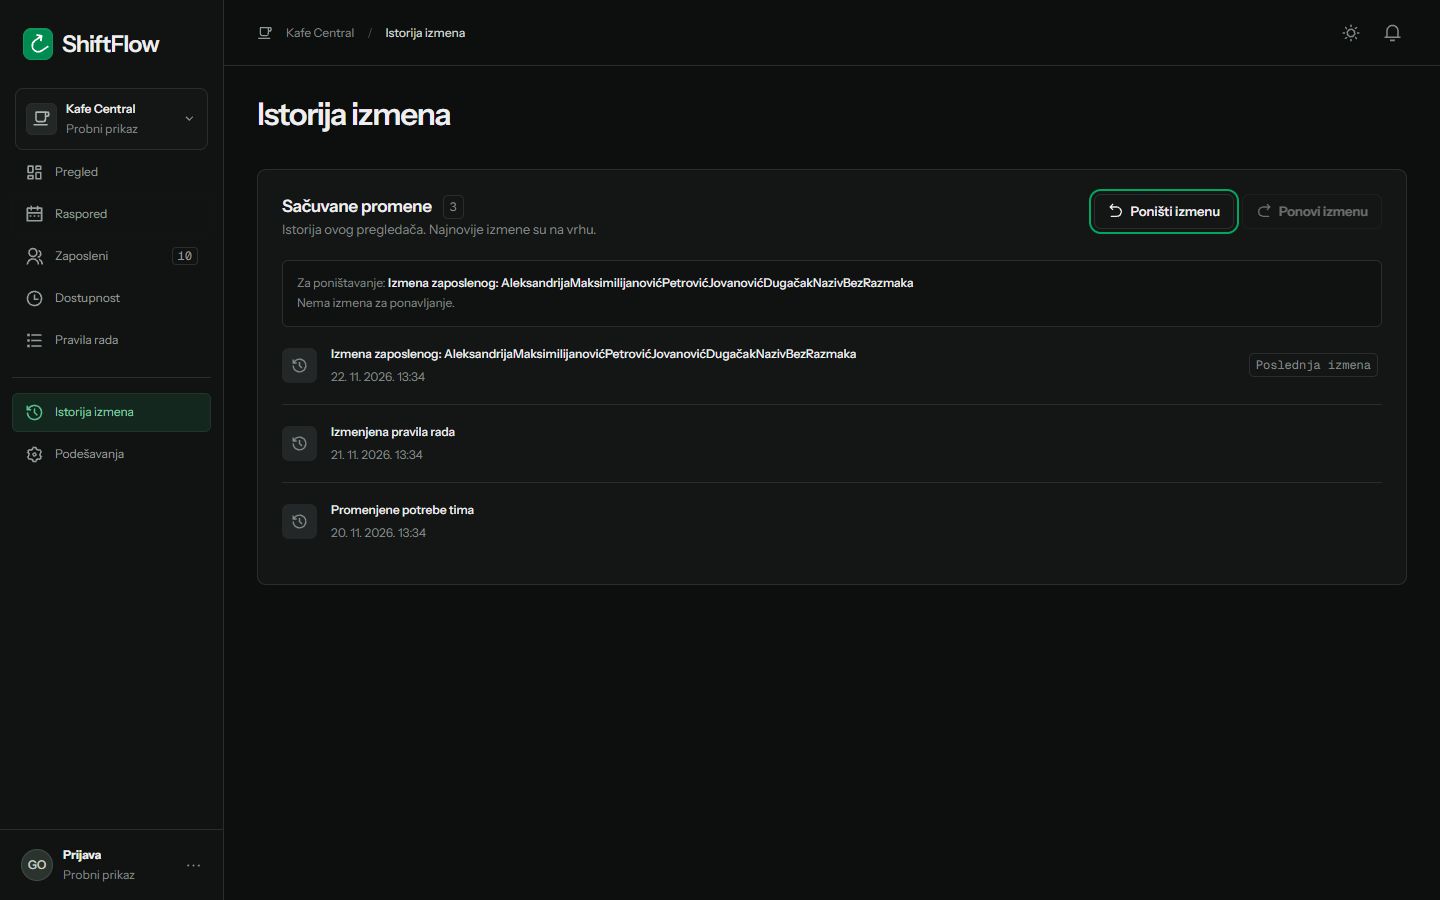 ShiftFlow
Kafe Central
Probni prikaz
Pregled
Raspored
Zaposleni 10
Dostupnost
Pravila rada
Istorija izmena
Podešavanja
GO
Prijava
Probni prikaz
Kafe Central / Istorija izmena
Istorija izmena
Sačuvane promene 3
Istorija ovog pregledača. Najnovije izmene su na vrhu.
Poništi izmenu
Ponovi izmenu
Za poništavanje: Izmena zaposlenog: AleksandrijaMaksimilijanovićPetrovićJovanovićDugačakNazivBezRazmaka
Nema izmena za ponavljanje.
Izmena zaposlenog: AleksandrijaMaksimilijanovićPetrovićJovanovićDugačakNazivBezRazmaka
22. 11. 2026. 13:34
Poslednja izmena
Izmenjena pravila rada
21. 11. 2026. 13:34
Promenjene potrebe tima
20. 11. 2026. 13:34